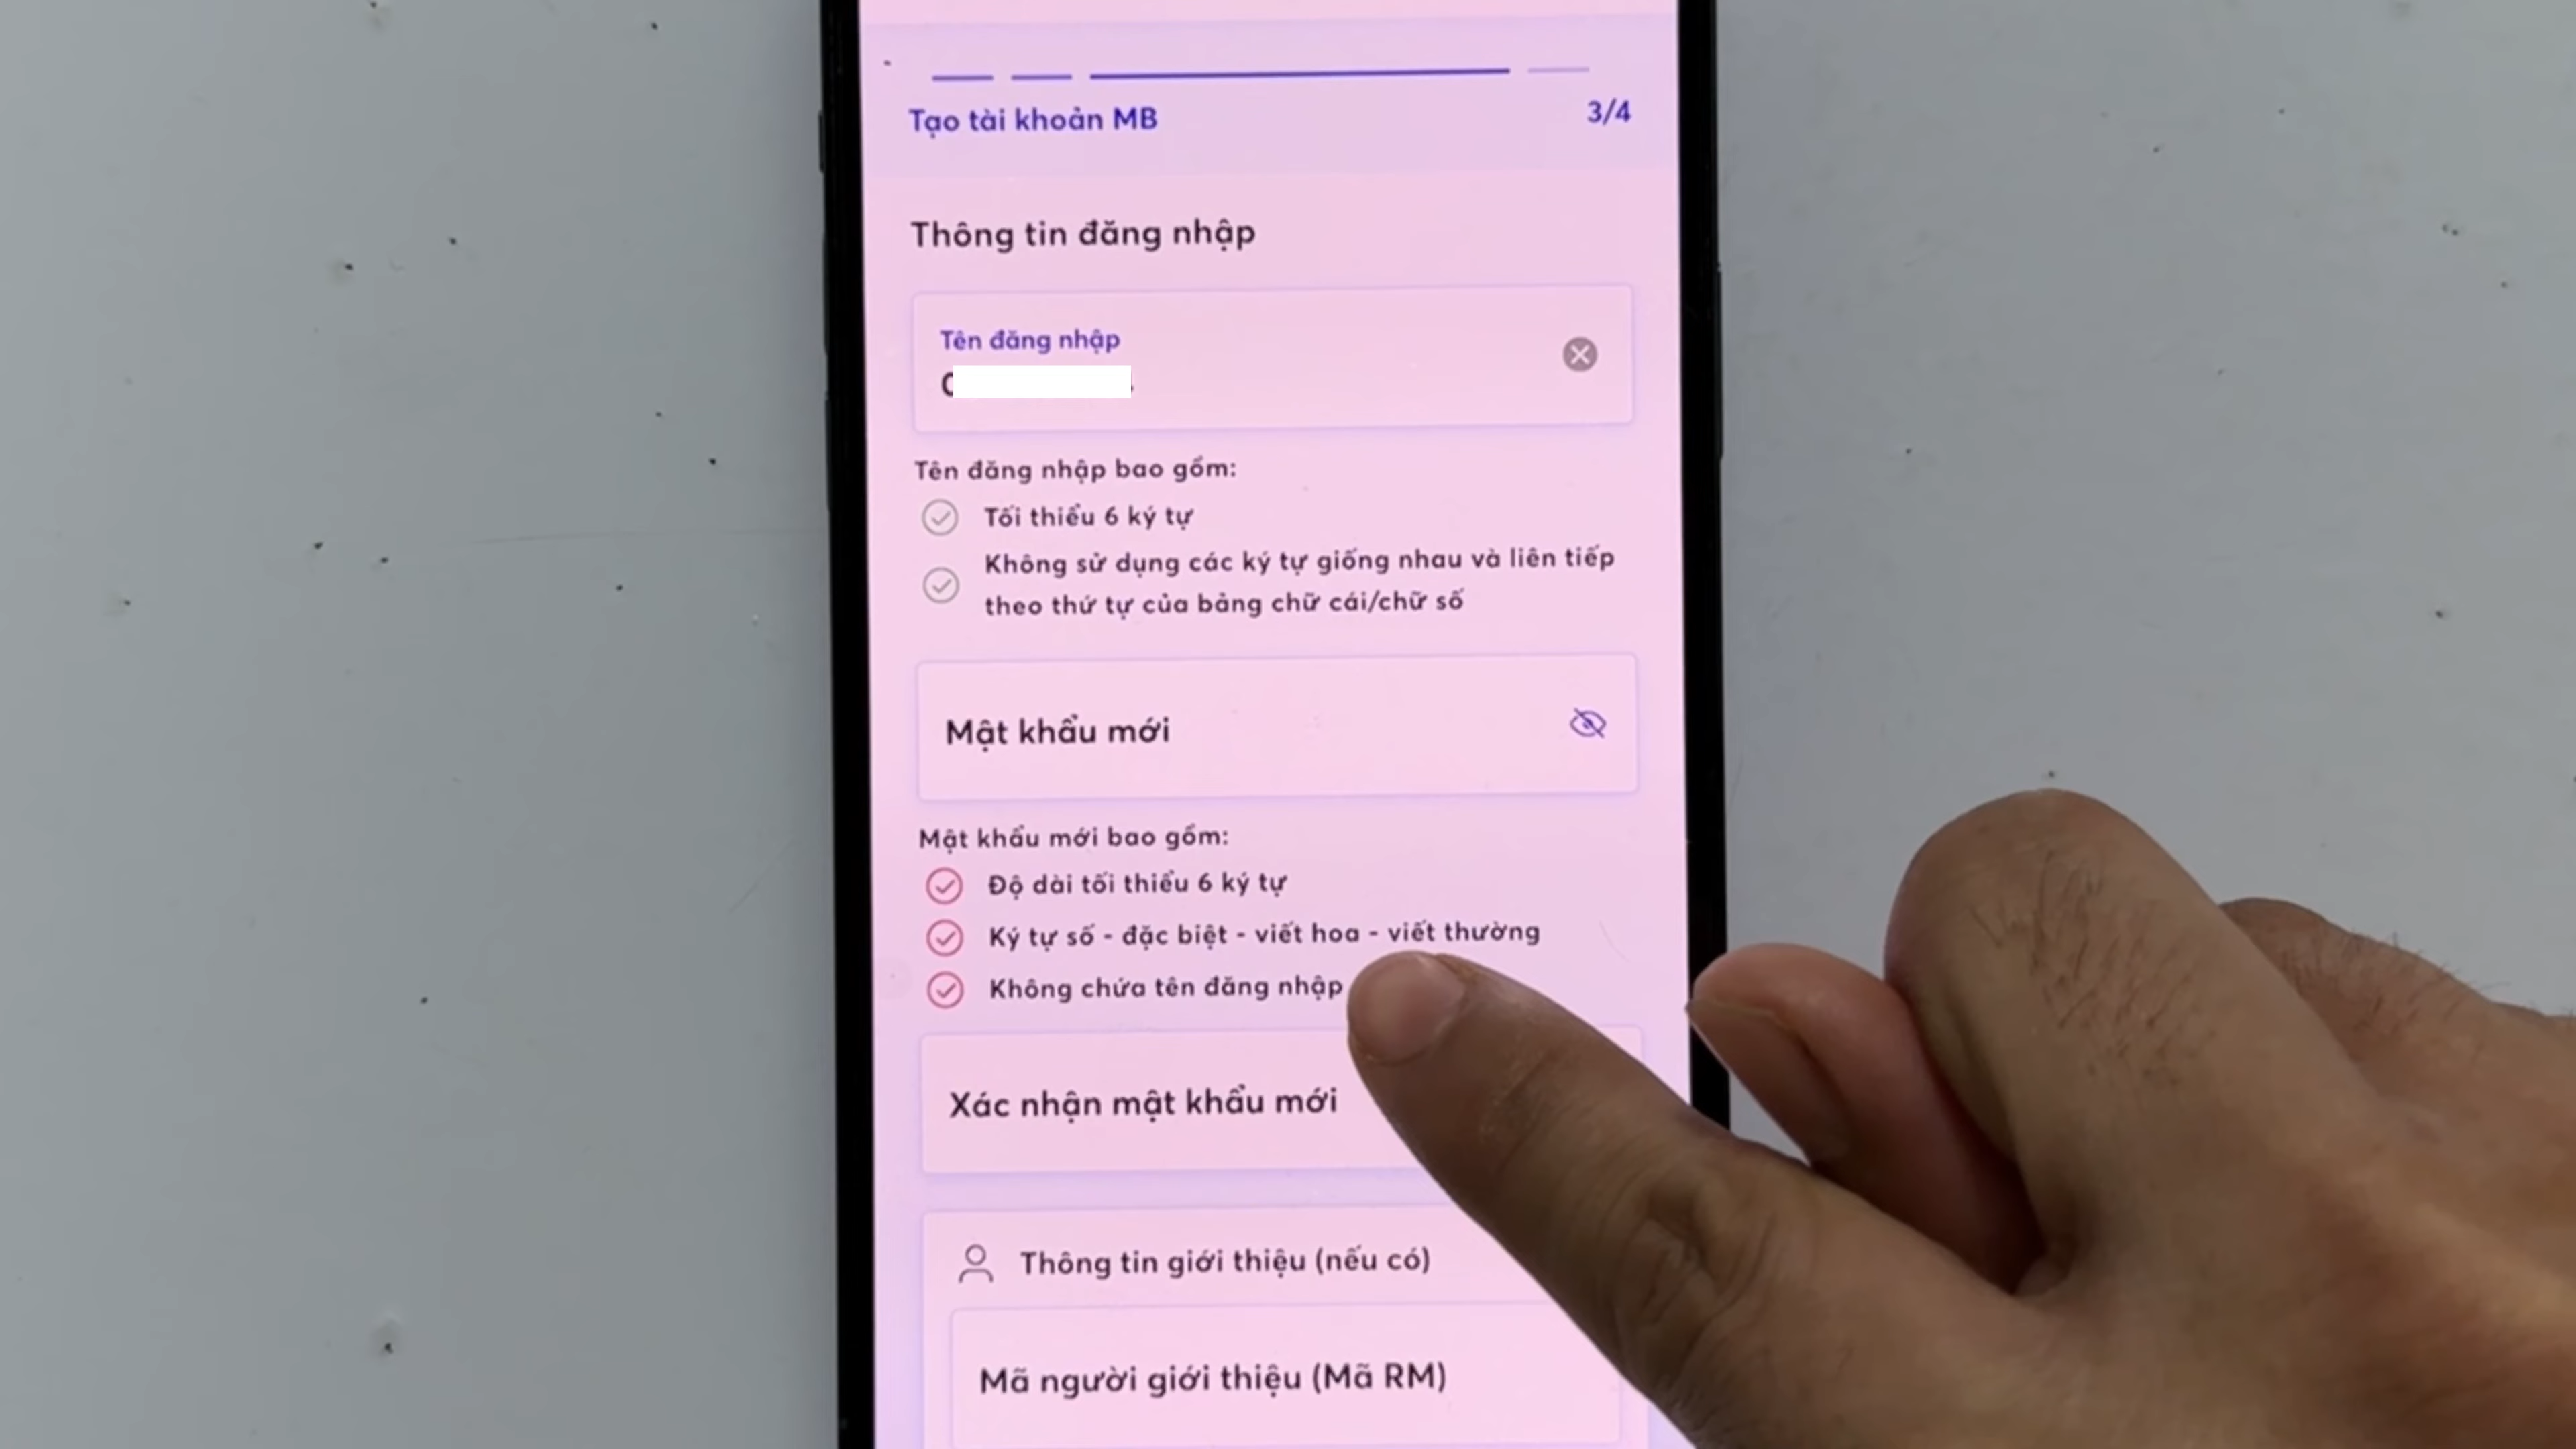 Tạo tài khoản MB
3/4
Thông tin đăng nhập
Tên đăng nhập
0
Tên đăng nhập bao gồm:
Tối thiểu 6 ký tự
Không sử dụng các ký tự giống nhau và liên tiếp
theo thứ tự của bảng chữ cái/chữ số
Mật khẩu mới
Mật khẩu mới bao gồm:
Độ dài tối thiểu 6 ký tự
Ký tự số - đặc biệt - viết hoa - viết thường
Không chứa tên đăng nhập
Xác nhận mật khẩu mới
Thông tin giới thiệu (nếu có)
Mã người giới thiệu (Mã RM)